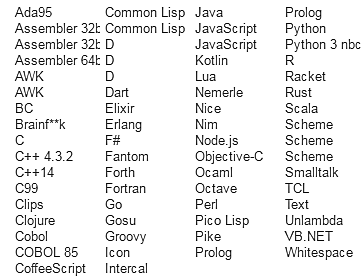 Ada95 Common Lisp Java Prolog
Assembler 32b Common Lisp JavaScript Python
Assembler 32b D JavaScript Python 3 nbc
Assembler 64b D Kotlin R
AWK D Lua Racket
AWK Dart Nemerle Rust
BC Elixir Nice Scala
Brainf**k Erlang Nim Scheme
C F# Node.js Scheme
C++ 4.3.2 Fantom Objective-C Scheme
C++14 Forth Ocaml Smalltalk
C99 Fortran Octave TCL
Clips Go Perl Text
Clojure Gosu Pico Lisp Unlambda
Cobol Groovy Pike VB.NET
COBOL 85 Icon Prolog Whitespace
CoffeeScript Intercal